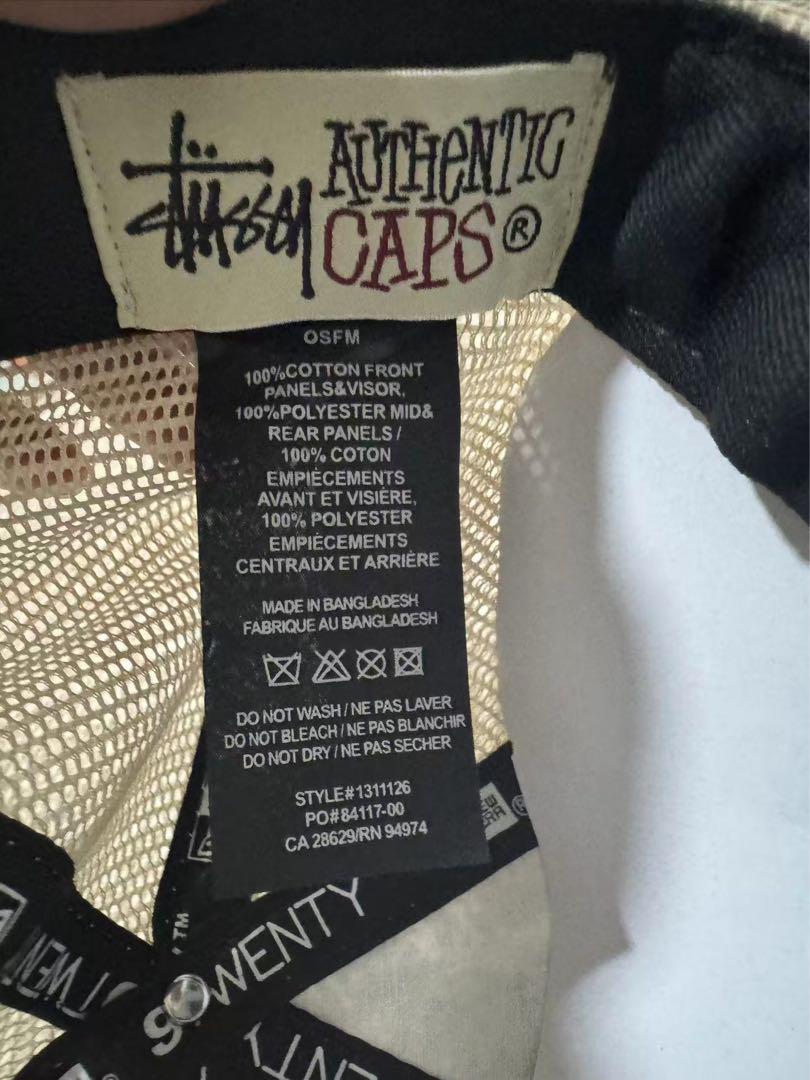 Stüssy AUTHENTIC
CAPS®
OSFM
100%COTTON FRONT
PANELS&VISOR,
100%POLYESTER MID&
REAR PANELS /
100% COTON
EMPIÈCEMENTS
AVANT ET VISIÈRE,
100% POLYESTER
EMPIÈCEMENTS
CENTRAUX ET ARRIÈRE
MADE IN BANGLADESH
FABRIQUE AU BANGLADESH
DO NOT WASH / NE PAS LAVER
DO NOT BLEACH / NE PAS BLANCHIR
DO NOT DRY / NE PAS SECHER
STYLE#1311126
PO#84117-00
CA 28629/RN 94974
9TWENTY